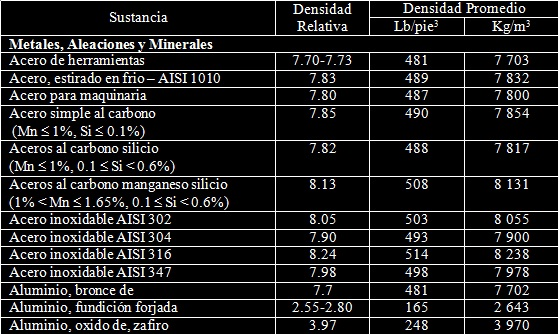 Sustancia Densidad Relativa Densidad Promedio
Lb/pie³ Kg/m³
Metales, Aleaciones y Minerales
Acero de herramientas 7.70-7.73 481 7 703
Acero, estirado en frio – AISI 1010 7.83 489 7 832
Acero para maquinaria 7.80 487 7 800
Acero simple al carbono 7.85 490 7 854
(Mn ≤ 1%, Si ≤ 0.1%)
Aceros al carbono silicio 7.82 488 7 817
(Mn ≤ 1%, 0.1 ≤ Si < 0.6%)
Aceros al carbono manganeso silicio 8.13 508 8 131
(1% < Mn ≤ 1.65%, 0.1 ≤ Si < 0.6%)
Acero inoxidable AISI 302 8.05 503 8 055
Acero inoxidable AISI 304 7.90 493 7 900
Acero inoxidable AISI 316 8.24 514 8 238
Acero inoxidable AISI 347 7.98 498 7 978
Aluminio, bronce de 7.7 481 7 702
Aluminio, fundición forjada 2.55-2.80 165 2 643
Aluminio, oxido de, zafiro 3.97 248 3 970